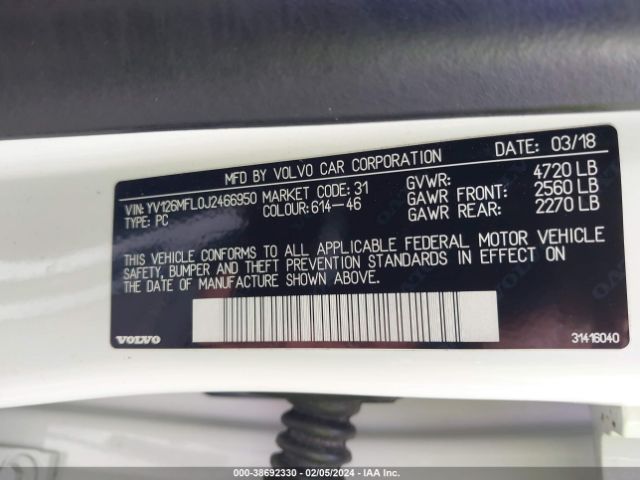 MFD BY VOLVO CAR CORPORATION DATE: 03/18
VIN: YV126MFL0J2466950 MARKET CODE: 31 GVWR: 4720 LB
TYPE: PC COLOUR: 614-46 GAWR FRONT: 2560 LB
GAWR REAR: 2270 LB
THIS VEHICLE CONFORMS TO ALL APPLICABLE FEDERAL MOTOR VEHICLE
SAFETY, BUMPER AND THEFT PREVENTION STANDARDS IN EFFECT ON
THE DATE OF MANUFACTURE SHOWN ABOVE.
VOLVO 31416040
000-38692330 - 02/05/2024 - IAA Inc.